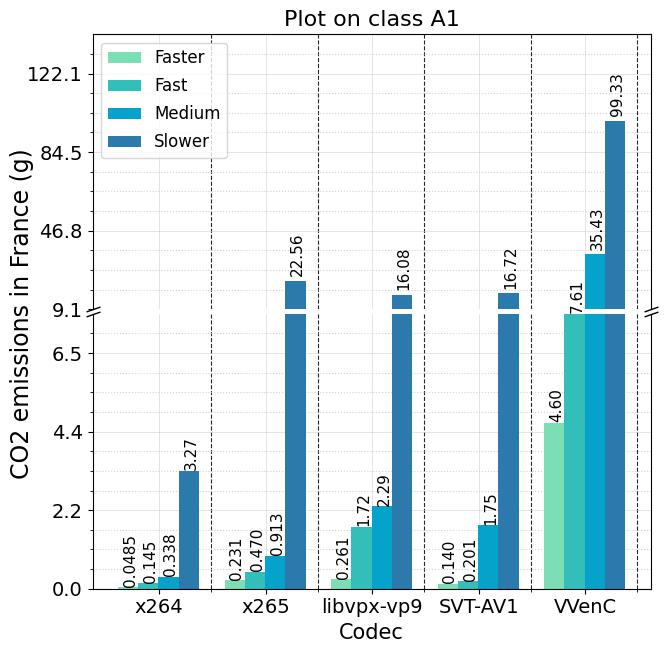 Plot on class A1
Faster
Fast
Medium
Slower
CO2 emissions in France (g)
122.1
84.5
46.8
9.1
9.1
6.5
4.4
2.2
0.0
0.0485
0.145
0.338
3.27
0.231
0.470
0.913
22.56
0.261
1.72
2.29
16.08
0.140
0.201
1.75
16.72
4.60
7.61
35.43
99.33
x264
x265
libvpx-vp9
SVT-AV1
VVenC
Codec